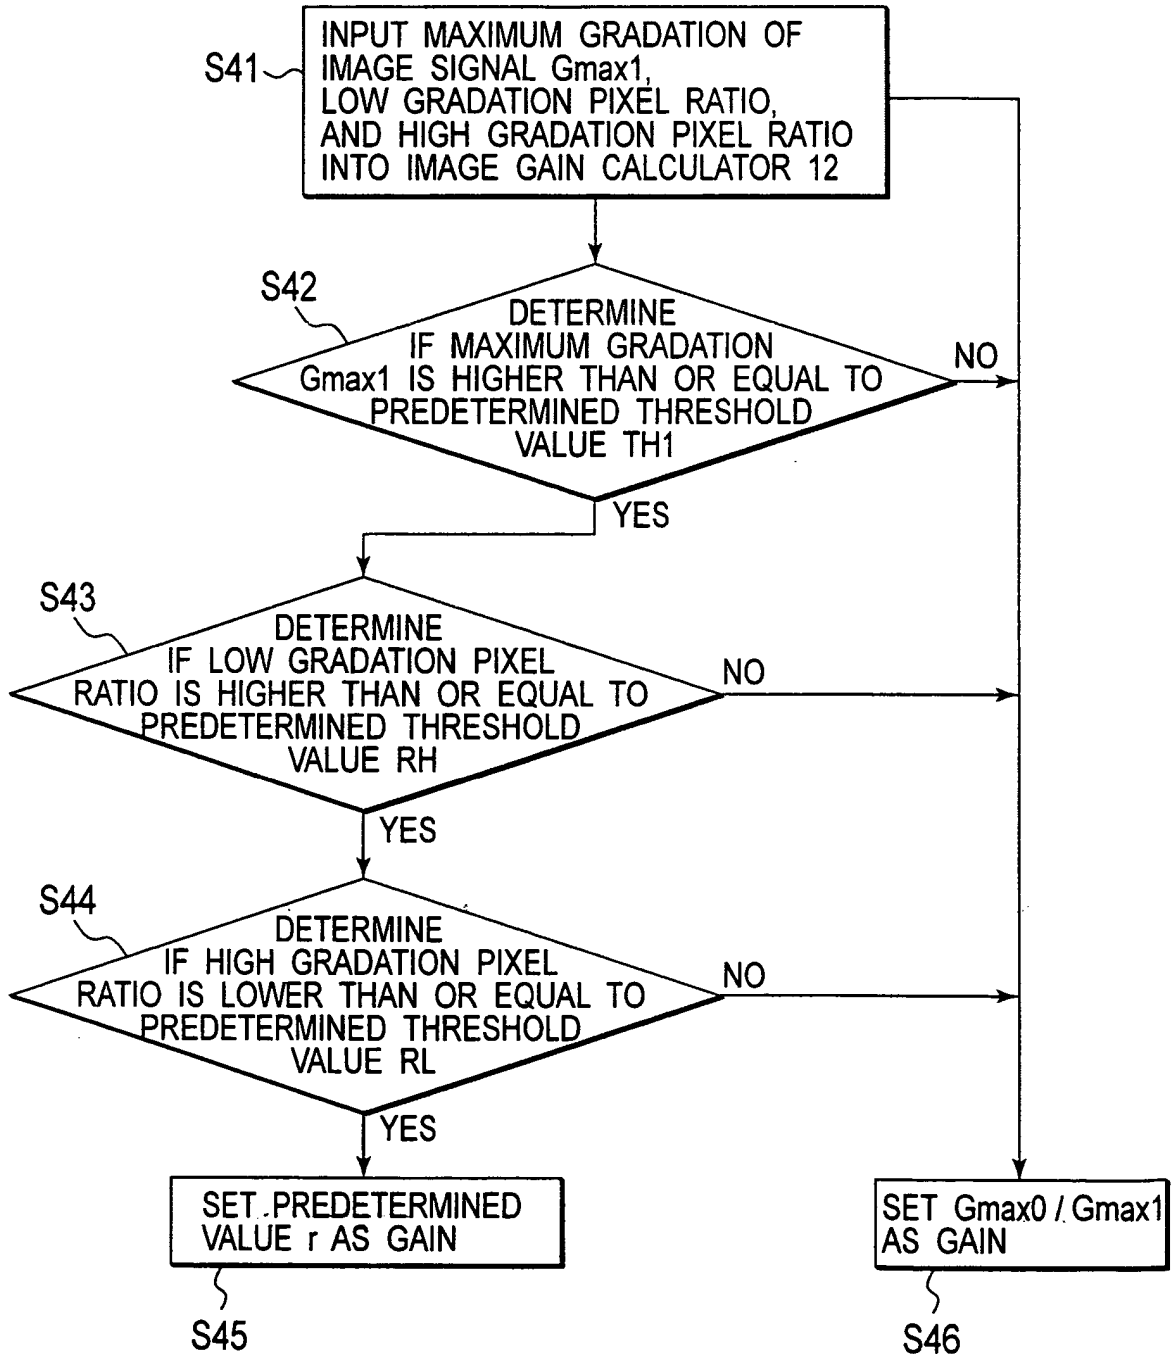 S41
INPUT MAXIMUM GRADATION OF
IMAGE SIGNAL Gmax1,
LOW GRADATION PIXEL RATIO,
AND HIGH GRADATION PIXEL RATIO
INTO IMAGE GAIN CALCULATOR 12
S42
DETERMINE
IF MAXIMUM GRADATION
Gmax1 IS HIGHER THAN OR EQUAL TO
PREDETERMINED THRESHOLD
VALUE TH1
NO
YES
S43
DETERMINE
IF LOW GRADATION PIXEL
RATIO IS HIGHER THAN OR EQUAL TO
PREDETERMINED THRESHOLD
VALUE RH
NO
YES
S44
DETERMINE
IF HIGH GRADATION PIXEL
RATIO IS LOWER THAN OR EQUAL TO
PREDETERMINED THRESHOLD
VALUE RL
NO
YES
SET PREDETERMINED
VALUE r AS GAIN
S45
SET Gmax0 / Gmax1
AS GAIN
S46